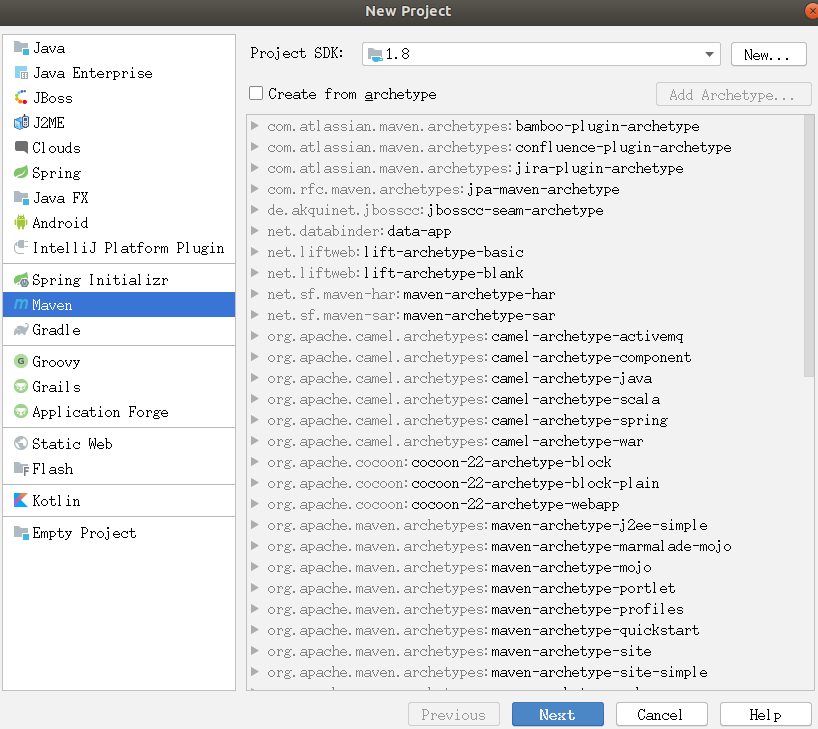 New Project
Java
Java Enterprise
JBoss
J2ME
Clouds
Spring
Java FX
Android
IntelliJ Platform Plugin
Spring Initializr
Maven
Gradle
Groovy
Grails
Application Forge
Static Web
Flash
Kotlin
Empty Project
Project SDK: 1.8 New...
Create from archetype Add Archetype...
com.atlassian.maven.archetypes:bamboo-plugin-archetype
com.atlassian.maven.archetypes:confluence-plugin-archetype
com.atlassian.maven.archetypes:jira-plugin-archetype
com.rfc.maven.archetypes:jpa-maven-archetype
de.akquinet.jbosscc:jbosscc-seam-archetype
net.databinder:data-app
net.liftweb:lift-archetype-basic
net.liftweb:lift-archetype-blank
net.sf.maven-har:maven-archetype-har
net.sf.maven-sar:maven-archetype-sar
org.apache.camel.archetypes:camel-archetype-activemq
org.apache.camel.archetypes:camel-archetype-component
org.apache.camel.archetypes:camel-archetype-java
org.apache.camel.archetypes:camel-archetype-scala
org.apache.camel.archetypes:camel-archetype-spring
org.apache.camel.archetypes:camel-archetype-war
org.apache.cocoon:cocoon-22-archetype-block
org.apache.cocoon:cocoon-22-archetype-block-plain
org.apache.cocoon:cocoon-22-archetype-webapp
org.apache.maven.archetypes:maven-archetype-j2ee-simple
org.apache.maven.archetypes:maven-archetype-marmalade-mojo
org.apache.maven.archetypes:maven-archetype-mojo
org.apache.maven.archetypes:maven-archetype-portlet
org.apache.maven.archetypes:maven-archetype-profiles
org.apache.maven.archetypes:maven-archetype-quickstart
org.apache.maven.archetypes:maven-archetype-site
org.apache.maven.archetypes:maven-archetype-site-simple
Previous Next Cancel Help